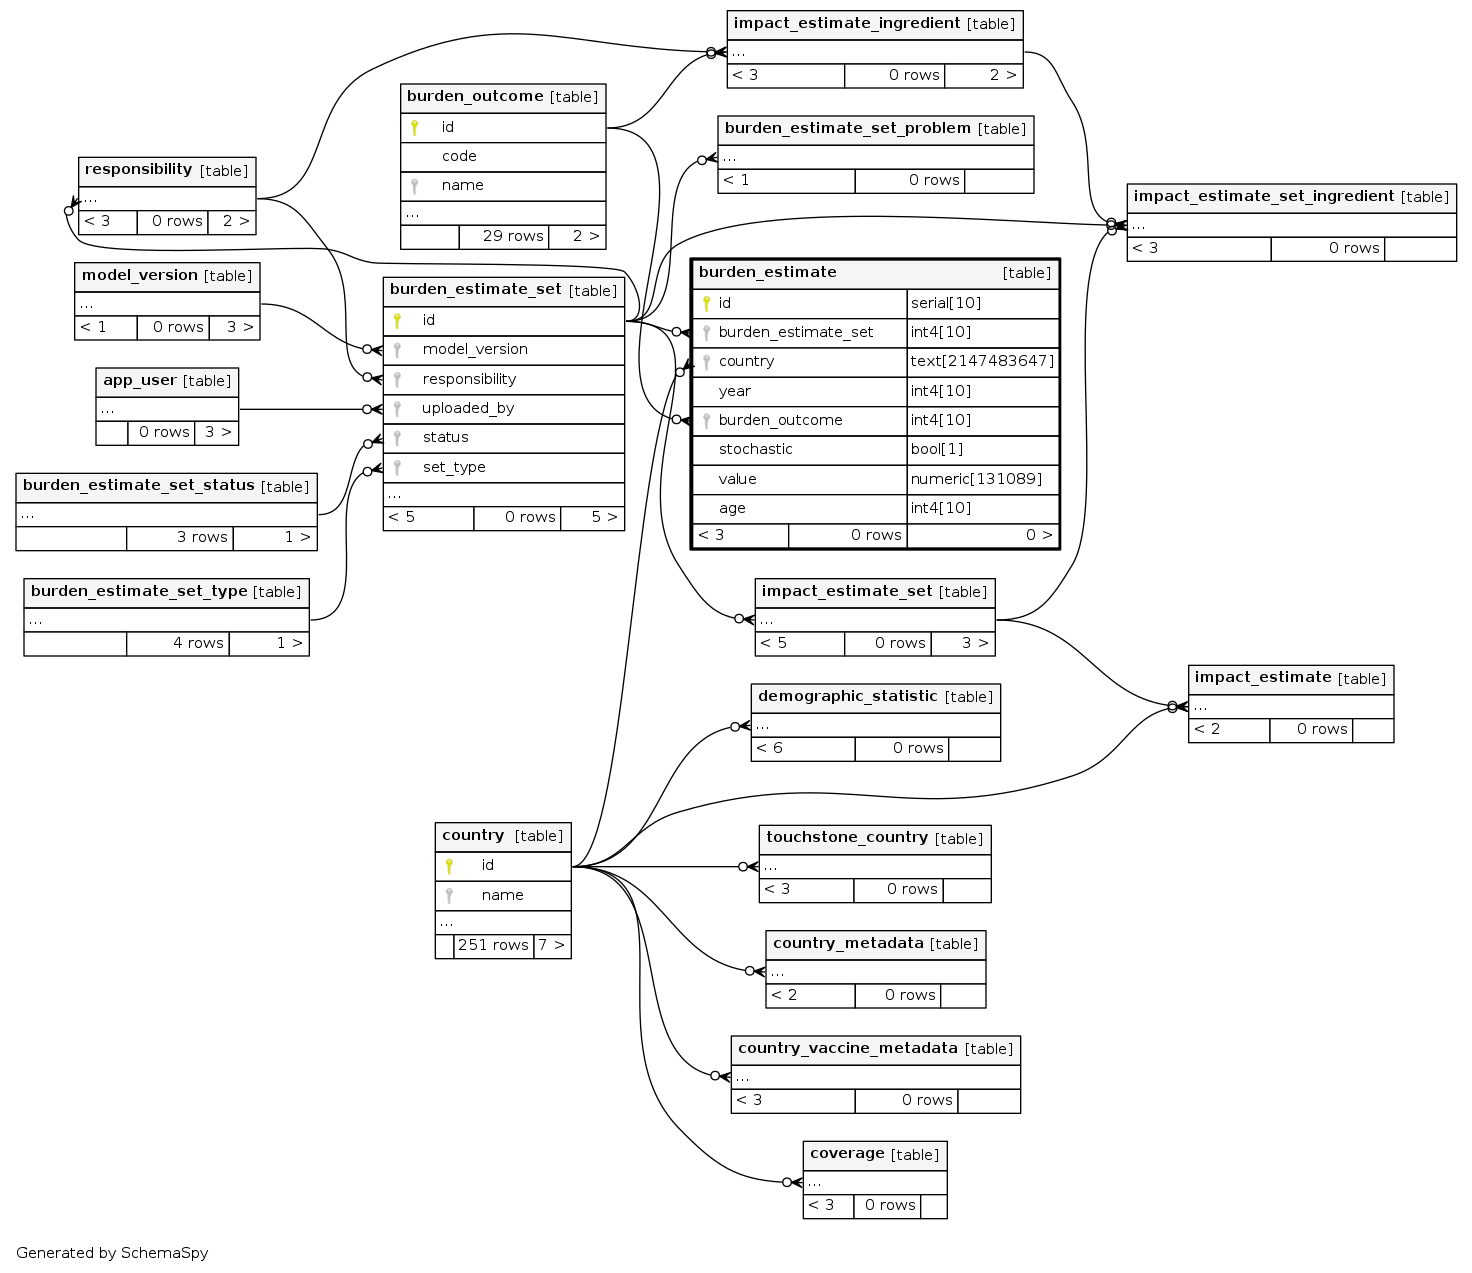 impact_estimate_ingredient [table]
...
< 3 0 rows 2 >
burden_outcome [table]
id
code
name
...
29 rows 2 >
burden_estimate_set_problem [table]
...
< 1 0 rows
responsibility [table]
...
< 3 0 rows 2 >
impact_estimate_set_ingredient [table]
...
< 3 0 rows
model_version [table]
...
< 1 0 rows 3 >
burden_estimate_set [table]
id
model_version
responsibility
uploaded_by
status
set_type
...
< 5 0 rows 5 >
burden_estimate [table]
id serial[10]
burden_estimate_set int4[10]
country text[2147483647]
year int4[10]
burden_outcome int4[10]
stochastic bool[1]
value numeric[131089]
age int4[10]
< 3 0 rows 0 >
app_user [table]
...
0 rows 3 >
burden_estimate_set_status [table]
...
3 rows 1 >
burden_estimate_set_type [table]
...
4 rows 1 >
impact_estimate_set [table]
...
< 5 0 rows 3 >
impact_estimate [table]
...
< 2 0 rows
demographic_statistic [table]
...
< 6 0 rows
country [table]
id
name
...
251 rows 7 >
touchstone_country [table]
...
< 3 0 rows
country_metadata [table]
...
< 2 0 rows
country_vaccine_metadata [table]
...
< 3 0 rows
coverage [table]
...
< 3 0 rows
Generated by SchemaSpy